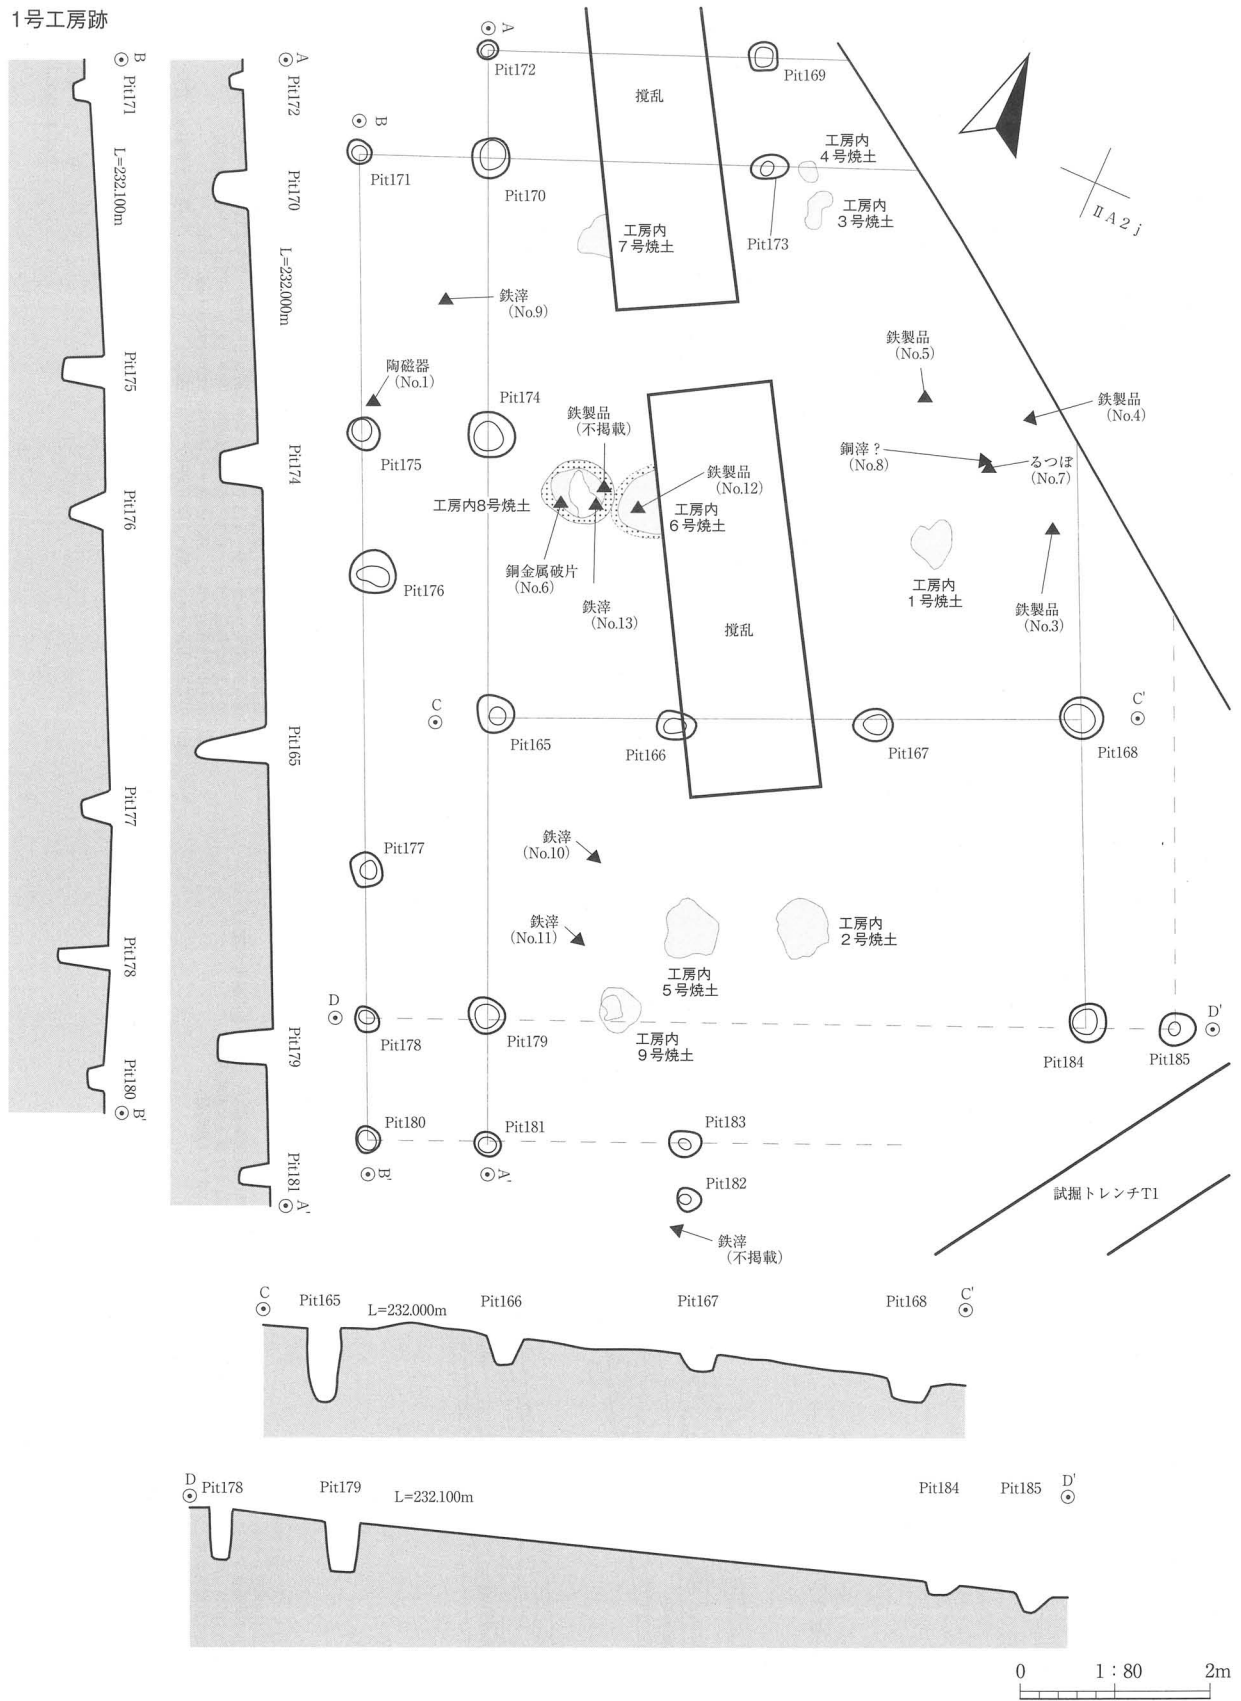 1号工房跡
B
Pit171
L=232.100m
Pit175
Pit176
Pit177
Pit178
Pit180
B'
A
Pit172
Pit170
L=232.000m
Pit174
Pit165
Pit179
Pit181
A'
A
Pit172
Pit169
撹乱
B
Pit171
Pit170
工房内
4号焼土
工房内
3号焼土
Pit173
工房内
7号焼土
ⅡA2j
鉄滓
(No.9)
陶磁器
(No.1)
Pit174
Pit175
鉄製品
(不掲載)
鉄製品
(No.5)
鉄製品
(No.4)
銅滓?
(No.8)
るつぼ
(No.7)
工房内8号焼土
鉄製品
(No.12)
工房内
6号焼土
銅金属破片
(No.6)
鉄滓
(No.13)
Pit176
工房内
1号焼土
鉄製品
(No.3)
撹乱
C
Pit165
Pit166
Pit167
Pit168
C'
Pit177
鉄滓
(No.10)
鉄滓
(No.11)
工房内
5号焼土
工房内
2号焼土
D
Pit178
Pit179
工房内
9号焼土
Pit184
Pit185
D'
Pit180
Pit181
Pit183
B'
A'
Pit182
鉄滓
(不掲載)
試掘トレンチT1
C
Pit165
L=232.000m
Pit166
Pit167
Pit168
C'
D
Pit178
Pit179
L=232.100m
Pit184
Pit185
D'
0 1:80 2m